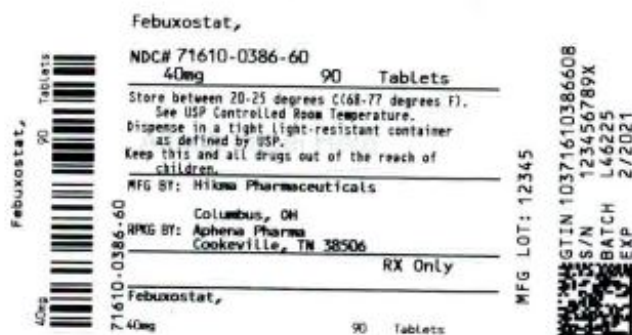 Febuxostat,
NDC# 71610-0386-60
40mg 90 Tablets
Store between 20-25 degrees C(68-77 degrees F).
See USP Controlled Room Temperature.
Dispense in a tight light-resistant container
as defined by USP.
Keep this and all drugs out of the reach of
children.
MFG BY: Hikma Pharmaceuticals
Columbus, OH
RPKG BY: Aphena Pharma
Cookeville, TN 38506
RX Only
Febuxostat,
40mg 90 Tablets
Febuxostat,
40mg 90 Tablets
71610-0386-60
MFG LOT: 12345
GTIN 10371610386608
S/N 123456789X
BATCH L46225
EXP 2/2021